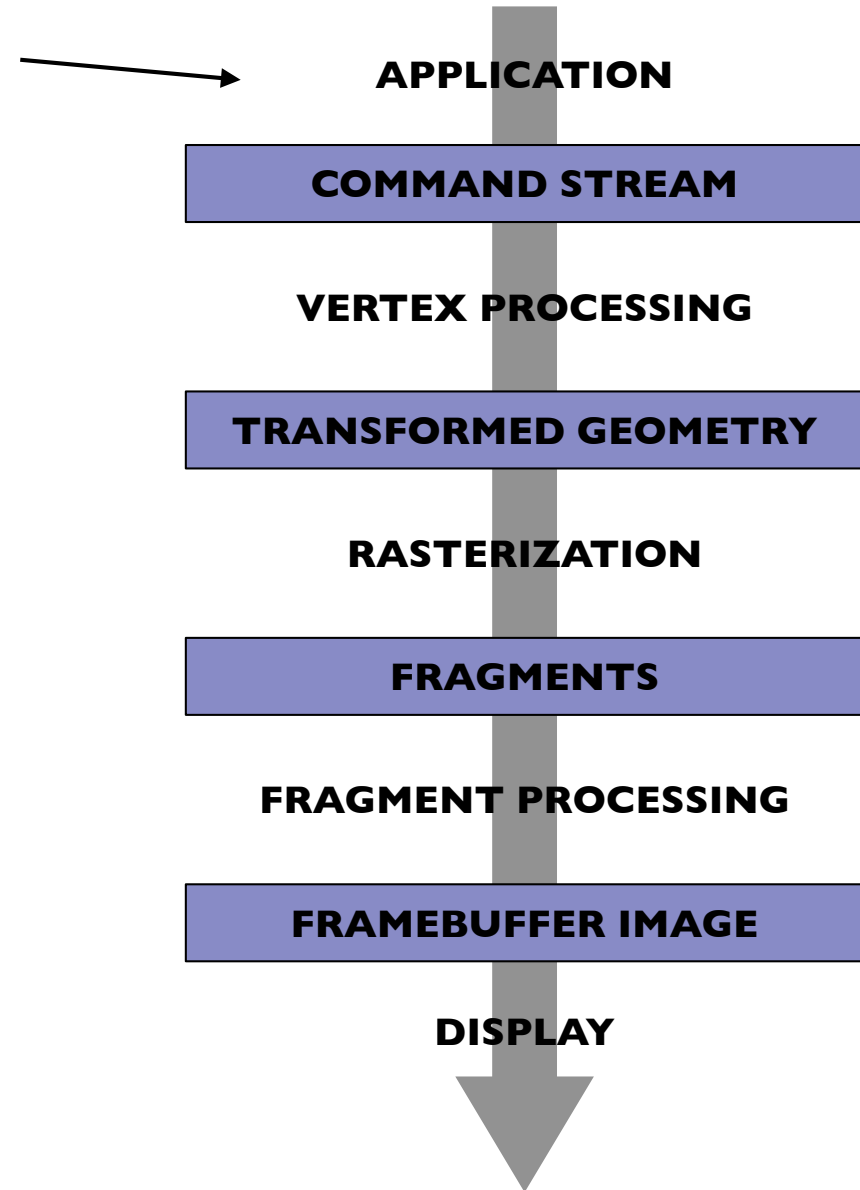 APPLICATION
COMMAND STREAM
VERTEX PROCESSING
TRANSFORMED GEOMETRY
RASTERIZATION
FRAGMENTS
FRAGMENT PROCESSING
FRAMEBUFFER IMAGE
DISPLAY